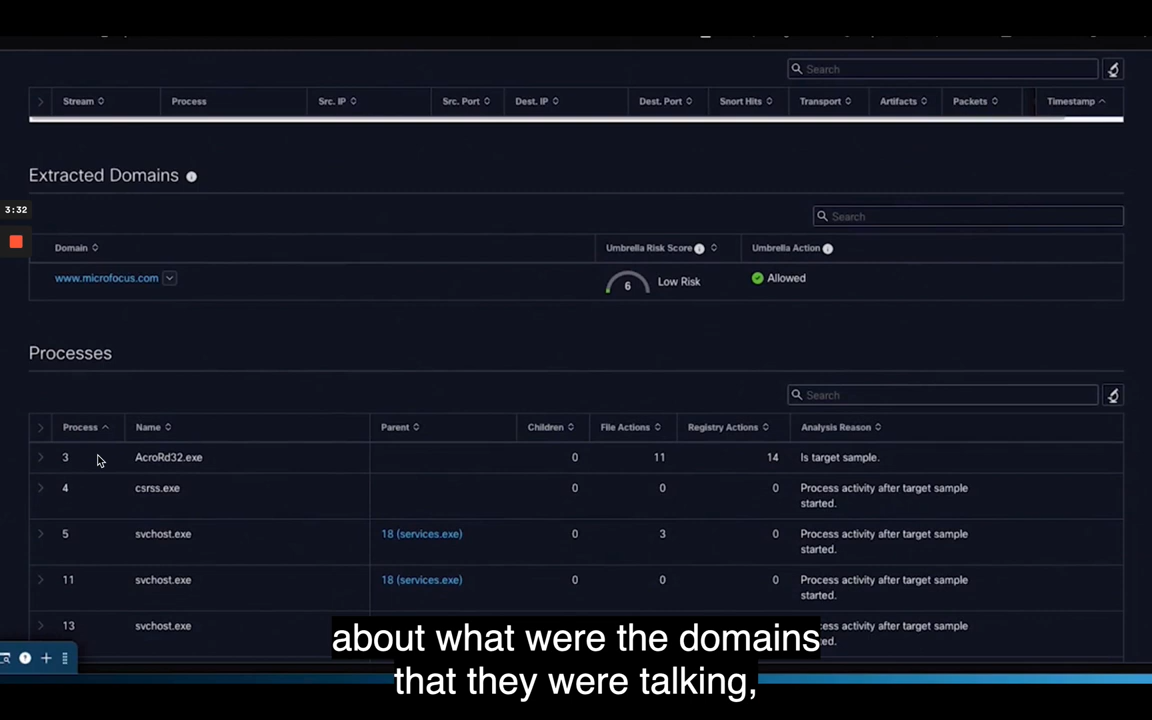 Search
Stream Process Src. IP Src. Port Dest. IP Dest. Port Snort Hits Transport Artifacts Packets Timestamp
Extracted Domains
3:32
Search
Domain Umbrella Risk Score Umbrella Action
www.microfocus.com 6 Low Risk Allowed
Processes
Search
Process Name Parent Children File Actions Registry Actions Analysis Reason
3 AcroRd32.exe 0 11 14 Is target sample.
4 csrss.exe 0 0 0 Process activity after target sample
started.
5 svchost.exe 18 (services.exe) 0 3 0 Process activity after target sample
started.
11 svchost.exe 18 (services.exe) 0 0 0 Process activity after target sample
started.
13 svchost.exe activity after target sample
about what were the domains
that they were talking,